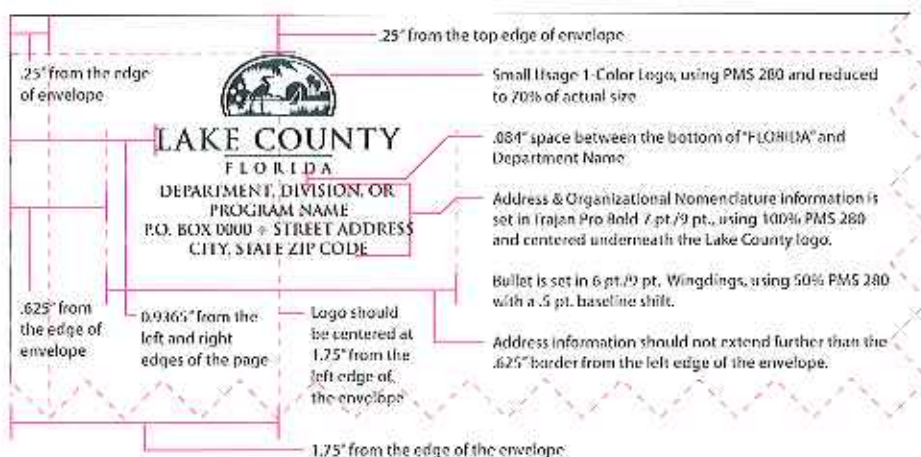 .25" from the top edge of envelope
.25" from the edge
of envelope
Small Usage 1-Color Logo, using PMS 280 and reduced
to 70% of actual size
LAKE COUNTY
FLORIDA
.084" space between the bottom of "FLORIDA" and
Department Name
DEPARTMENT, DIVISION, OR
PROGRAM NAME
P.O. BOX 0000 + STREET ADDRESS
CITY, STATE ZIP CODE
Address & Organizational Nomenclature information is
set in Trajan Pro Bold 7 pt./9 pt., using 100% PMS 280
and centered underneath the Lake County logo.
Bullet is set in 6 pt./9 pt. Wingdings, using 50% PMS 280
with a .5 pt. baseline shift.
.625" from
the edge of
envelope
0.9365" from the
left and right
edges of the page
Logo should
be centered at
1.75" from the
left edge of
the envelope
Address information should not extend further than the
.625" border from the left edge of the envelope.
1.75" from the edge of the envelope